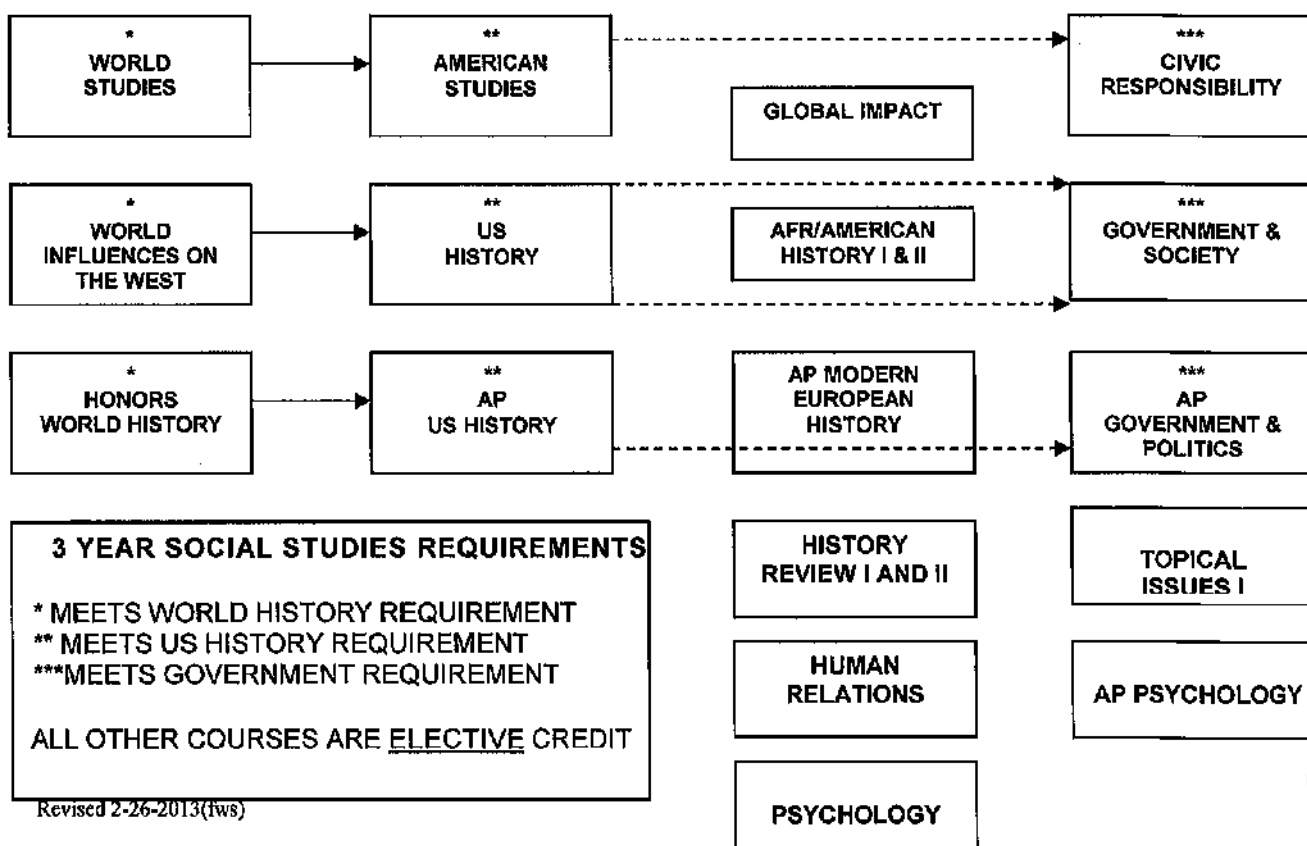 *
WORLD
STUDIES
**
AMERICAN
STUDIES
GLOBAL IMPACT
***
CIVIC
RESPONSIBILITY
*
WORLD
INFLUENCES ON
THE WEST
**
US
HISTORY
AFR/AMERICAN
HISTORY I & II
***
GOVERNMENT &
SOCIETY
*
HONORS
WORLD HISTORY
**
AP
US HISTORY
AP MODERN
EUROPEAN
HISTORY
***
AP
GOVERNMENT &
POLITICS
3 YEAR SOCIAL STUDIES REQUIREMENTS
* MEETS WORLD HISTORY REQUIREMENT
** MEETS US HISTORY REQUIREMENT
***MEETS GOVERNMENT REQUIREMENT
ALL OTHER COURSES ARE ELECTIVE CREDIT
Revised 2-26-2013(fws)
HISTORY
REVIEW I AND II
TOPICAL
ISSUES I
HUMAN
RELATIONS
AP PSYCHOLOGY
PSYCHOLOGY